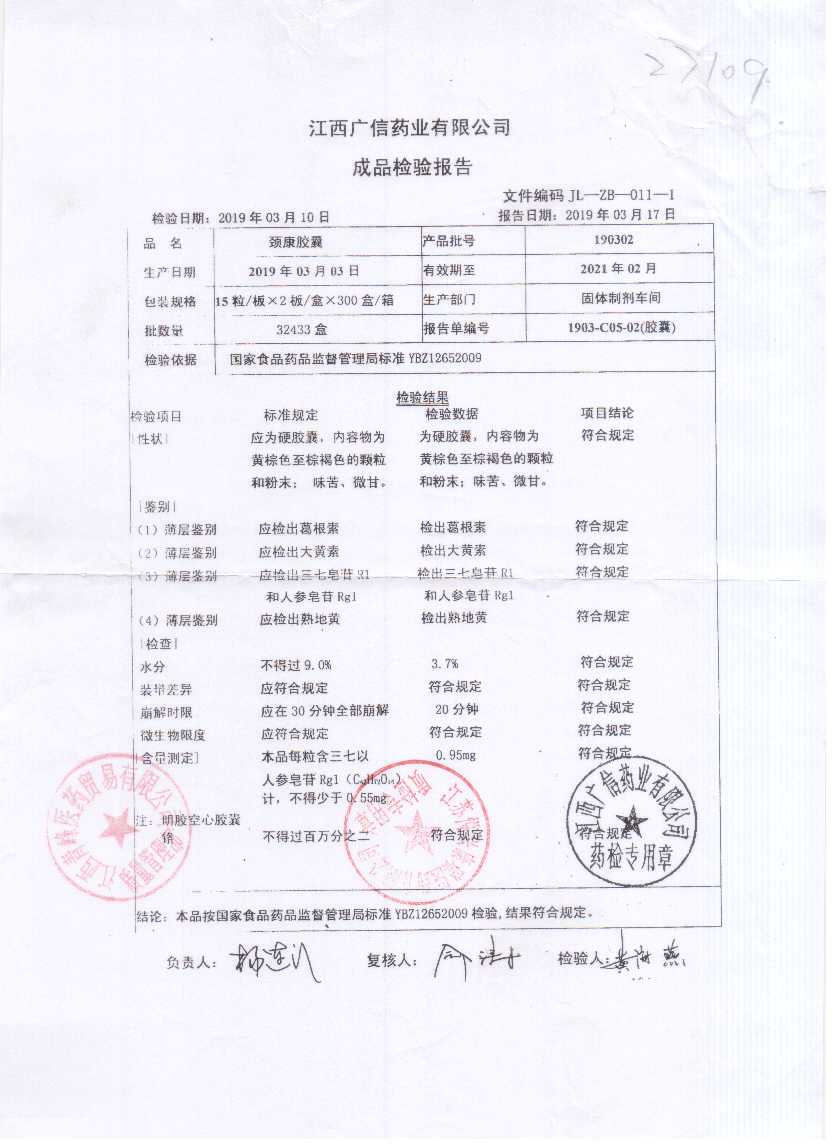 27109
江西广信药业有限公司
成品检验报告
文件编码 JL—ZB—011—1
检验日期：2019 年 03 月 10 日 报告日期：2019 年 03 月 17 日
品 名 颈康胶囊 产品批号 190302
生产日期 2019 年 03 月 03 日 有效期至 2021 年 02 月
包装规格 15 粒/板×2 板/盒×300 盒/箱 生产部门 固体制剂车间
批数量 32433 盒 报告单编号 1903-C05-02(胶囊)
检验依据 国家食品药品监督管理局标准 YBZ12652009
检验结果
检验项目 标准规定 检验数据 项目结论
[性状] 应为硬胶囊，内容物为 为硬胶囊，内容物为 符合规定
黄棕色至棕褐色的颗粒 黄棕色至棕褐色的颗粒
和粉末； 味苦、微甘。 和粉末；味苦、微甘。
[鉴别]
(1) 薄层鉴别 应检出葛根素 检出葛根素 符合规定
(2) 薄层鉴别 应检出大黄素 检出大黄素 符合规定
(3) 薄层鉴别 应检出三七皂苷 R1 检出三七皂苷 R1 符合规定
和人参皂苷 Rg1 和人参皂苷 Rg1
(4) 薄层鉴别 应检出熟地黄 检出熟地黄 符合规定
[检查]
水分 不得过 9.0% 3.7% 符合规定
装量差异 应符合规定 符合规定 符合规定
崩解时限 应在 30 分钟全部崩解 20 分钟 符合规定
微生物限度 应符合规定 符合规定 符合规定
含量测定] 本品每粒含三七以 0.95mg 符合规定
人参皂苷 Rg1
计，不得少于 0.55mg
注：明胶空心胶囊
铬 不得过百万分之二 符合规定 符合规定
江西广信药业有限公司
药检专用章
结论：本品按国家食品药品监督管理局标准 YBZ12652009 检验,结果符合规定。
负责人： 复核人： 检验人：